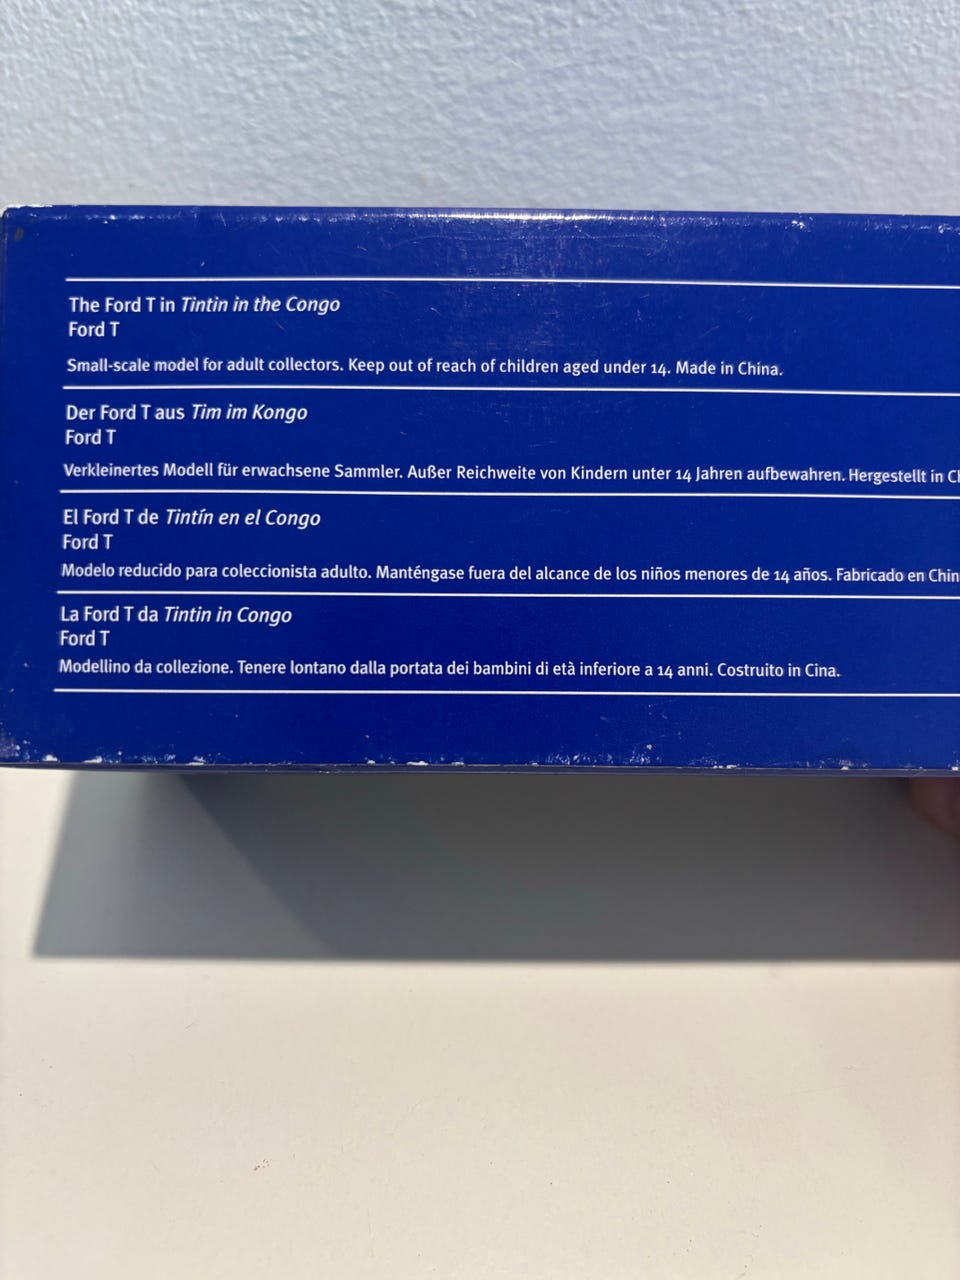 The Ford T in Tintin in the Congo
Ford T
Small-scale model for adult collectors. Keep out of reach of children aged under 14. Made in China.
Der Ford T aus Tim im Kongo
Ford T
Verkleinertes Modell für erwachsene Sammler. Außer Reichweite von Kindern unter 14 Jahren aufbewahren. Hergestellt in
El Ford T de Tintín en el Congo
Ford T
Modelo reducido para coleccionista adulto. Manténgase fuera del alcance de los niños menores de 14 años. Fabricado en Chin
La Ford T da Tintin in Congo
Ford T
Modellino da collezione. Tenere lontano dalla portata dei bambini di età inferiore a 14 anni. Costruito in Cina.